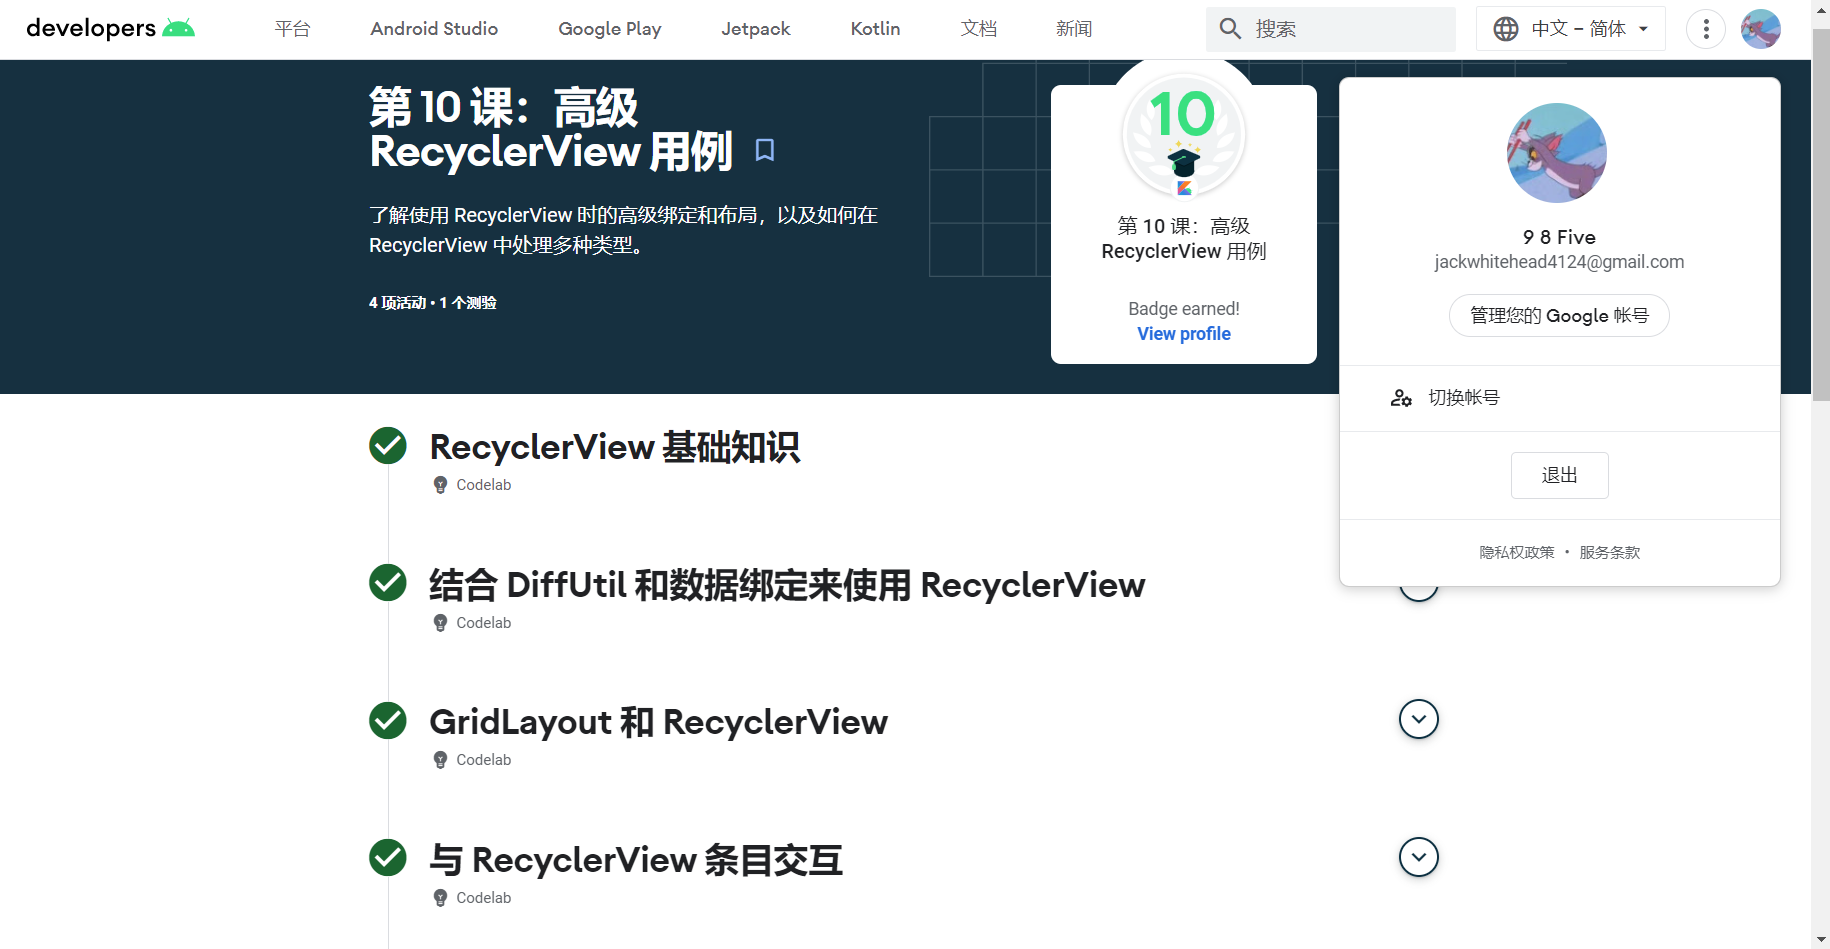 developers
平台
Android Studio
Google Play
Jetpack
Kotlin
文档
新闻
搜索
中文 – 简体
第 10 课：高级
RecyclerView 用例
了解使用 RecyclerView 时的高级绑定和布局，以及如何在
RecyclerView 中处理多种类型。
4 项活动 • 1 个测验
10
第 10 课：高级
RecyclerView 用例
Badge earned!
View profile
9 8 Five
jackwhitehead4124@gmail.com
管理您的 Google 帐号
切换帐号
退出
隐私权政策 • 服务条款
RecyclerView 基础知识
Codelab
结合 DiffUtil 和数据绑定来使用 RecyclerView
Codelab
GridLayout 和 RecyclerView
Codelab
与 RecyclerView 条目交互
Codelab